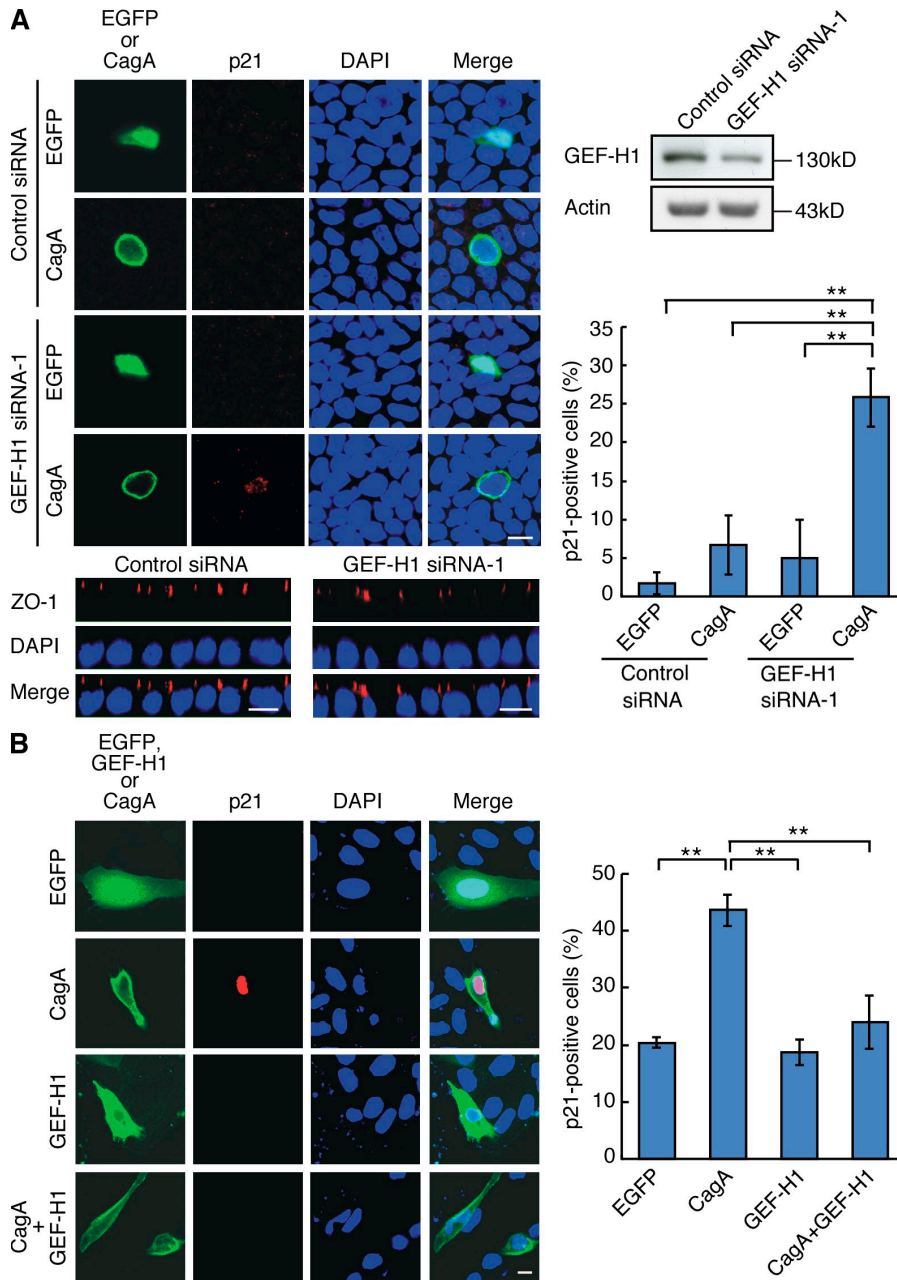 A
EGFP
or
CagA
p21
DAPI
Merge
Control siRNA
EGFP
CagA
GEF-H1 siRNA-1
EGFP
CagA
Control siRNA
GEF-H1 siRNA-1
ZO-1
DAPI
Merge
Control siRNA
GEF-H1 siRNA-1
GEF-H1
130kD
Actin
43kD
**
**
**
p21-positive cells (%)
35
30
25
20
15
10
5
0
EGFP
CagA
EGFP
CagA
Control
siRNA
GEF-H1
siRNA-1
B
EGFP,
GEF-H1
or
CagA
p21
DAPI
Merge
EGFP
CagA
GEF-H1
CagA
+
GEF-H1
**
**
**
p21-positive cells (%)
50
40
30
20
10
0
EGFP
CagA
GEF-H1
CagA+GEF-H1